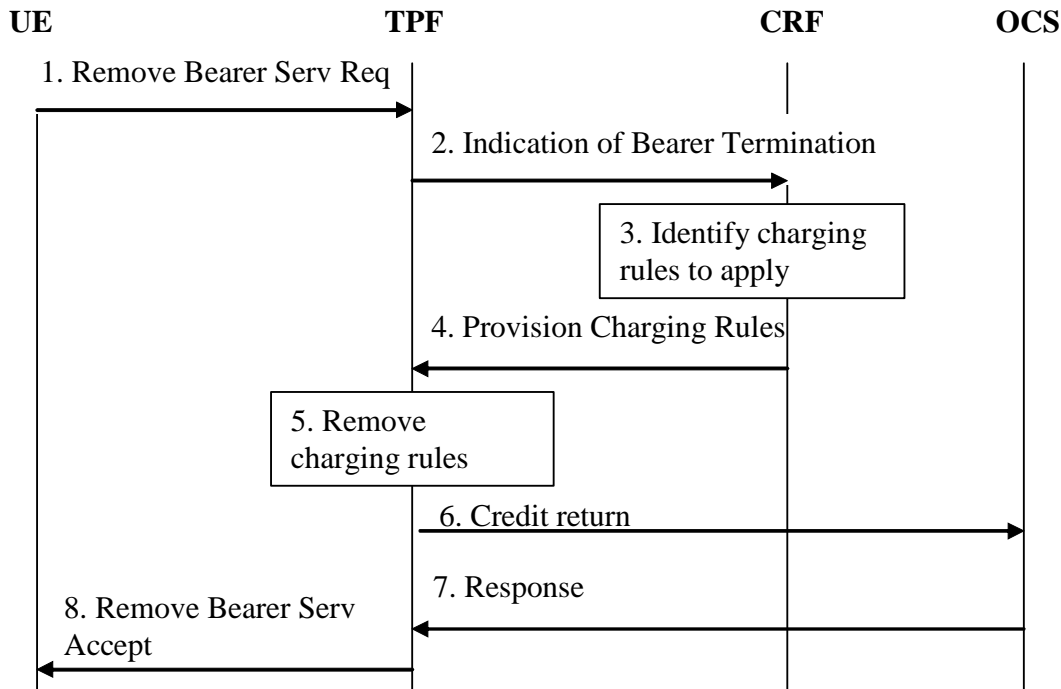 UE TPF CRF OCS
1. Remove Bearer Serv Req
2. Indication of Bearer Termination
3. Identify charging
rules to apply
4. Provision Charging Rules
5. Remove
charging rules
6. Credit return
7. Response
8. Remove Bearer Serv
Accept